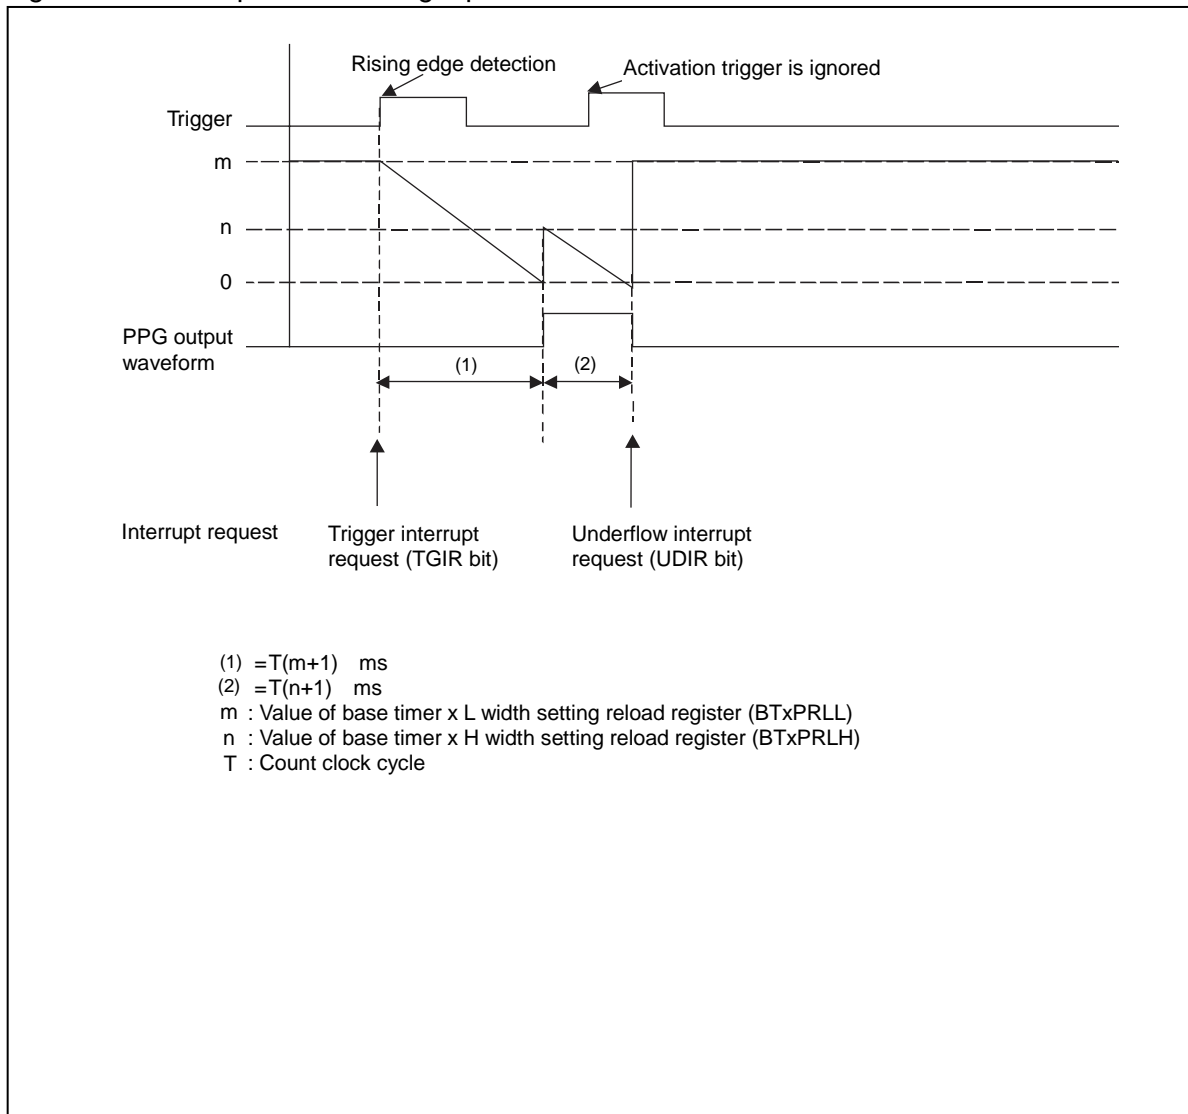 Rising edge detection
Activation trigger is ignored
Trigger
m
n
0
PPG output
waveform
(1)
(2)
Interrupt request
Trigger interrupt
request (TGIR bit)
Underflow interrupt
request (UDIR bit)
(1) =T(m+1) ms
(2) =T(n+1) ms
m : Value of base timer x L width setting reload register (BTxPRLL)
n : Value of base timer x H width setting reload register (BTxPRLH)
T : Count clock cycle